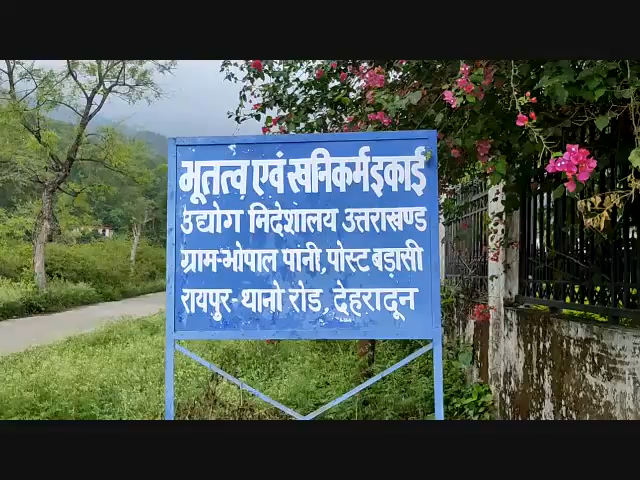 भूतत्व एवं खनिकर्म इकाई
उद्योग निदेशालय उत्तराखण्ड
ग्राम-भोपाल पानी, पोस्ट बड़ासी
रायपुर-थानो रोड, देहरादून